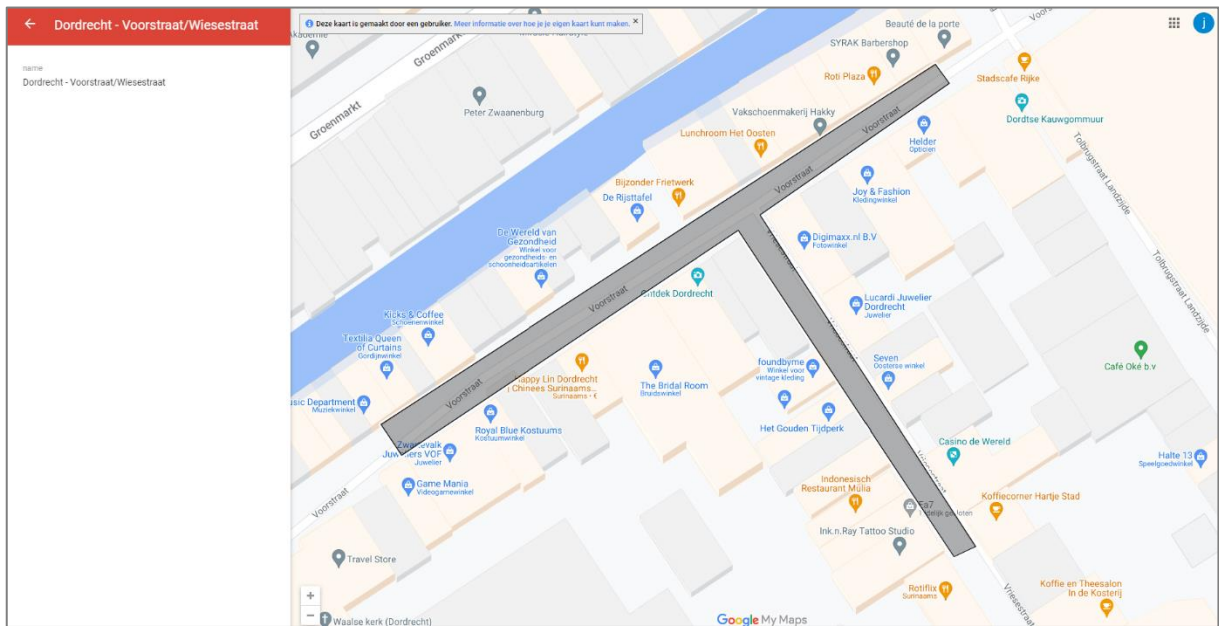 Dordrecht - Voorstraat/Wiesestraat
name
Dordrecht - Voorstraat/Wiesestraat
Deze kaart is gemaakt door een gebruiker. Meer informatie over hoe je je eigen kaart kunt maken.
j
Beauté de la porte
SYRAK Barbershop
Groenmarkt
Roti Plaza
Stadscafe Rijke
Peter Zwaanenburg
Vakschoenmakerij Hakky
Voorstraat
Dordtse Kauwgommuur
Groenmarkt
Lunchroom Het Oosten
Helder
Opticien
Tolbrugstraat Landzijde
Bijzonder Frietwerk
Voorstraat
Joy & Fashion
Kledingwinkel
De Rijsttafel
De Wereld van
Gezondheid
Winkel voor
gezondheids- en
schoonheidsartikelen
Digimaxx.nl B.V
Fotowinkel
Vriesestraat
Tolbrugstraat Landzijde
Voorstraat
Ontdek Dordrecht
Lucardi Juwelier
Dordrecht
Juwelier
Kicks & Coffee
Schoenenwinkel
Textilia Queen
of Curtains
Gordijnwinkel
Vriesestraat
foundbyme
Winkel voor
vintage kleding
Seven
Oosterse winkel
Café Oké b.v
Voorstraat
Happy Lin Dordrecht
Chinees Surinaams...
Surinaams • €
The Bridal Room
Bruidswinkel
usic Department
Muziekwinkel
Royal Blue Kostuums
Kostuumwinkel
Het Gouden Tijdperk
Zwartevalk
Juweliers VOF
Juwelier
Casino de Wereld
Halte 13
Speelgoedwinkel
Game Mania
Videogamewinkel
Vriesestraat
Indonesisch
Restaurant Mulia
Koffiecorner Hartje Stad
Voorstraat
Ink.n.Ray Tattoo Studio
Travel Store
Rotiflix
Surinaams
Vriesestraat
Koffie en Theesalon
In de Kosterij
Waalse kerk (Dordrecht)
Google My Maps